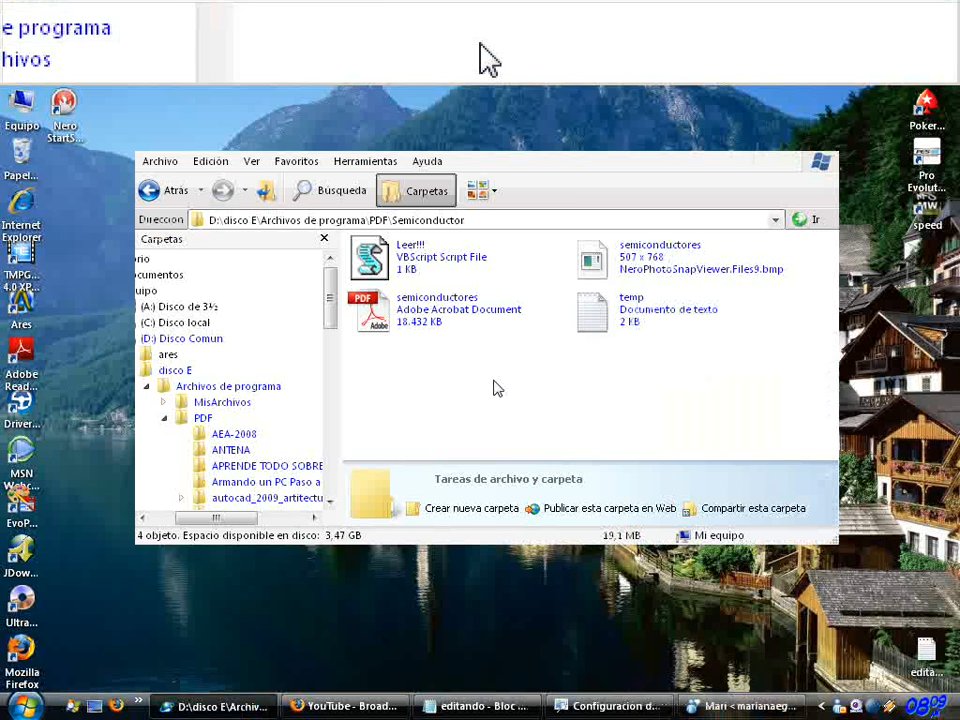 e programa
hivos
Equipo
Nero
StartS...
Papel...
Internet
Explorer
TMPG...
4.0 XP...
Ares
Adobe
Read...
Driver...
MSN
Webc...
EvoP...
JDow...
Ultra...
Mozilla
Firefox
Poker...
Pro
Evolut...
speed
edita...
Archivo Edición Ver Favoritos Herramientas Ayuda
Atrás Búsqueda Carpetas
Dirección D:\disco E\Archivos de programa\PDF\Semiconductor Ir
Carpetas
orio
ocumentos
uipo
(A:) Disco de 3½
(C:) Disco local
(D:) Disco Comun
ares
disco E
Archivos de programa
MisArchivos
PDF
AEA-2008
ANTENA
APRENDE TODO SOBRE
Armando un PC Paso a
autocad_2009_artitectu
Leer!!!
VBScript Script File
1 KB
semiconductores
507 x 768
NeroPhotoSnapViewer.Files9.bmp
PDF
Adobe
semiconductores
Adobe Acrobat Document
18.432 KB
temp
Documento de texto
2 KB
Tareas de archivo y carpeta
Crear nueva carpeta Publicar esta carpeta en Web Compartir esta carpeta
4 objeto. Espacio disponible en disco: 3,47 GB 19,1 MB Mi equipo
D:\disco E\Archiv... YouTube - Broad... editando - Bloc ... Configuracion d... Mari < marianaeg... 08:09